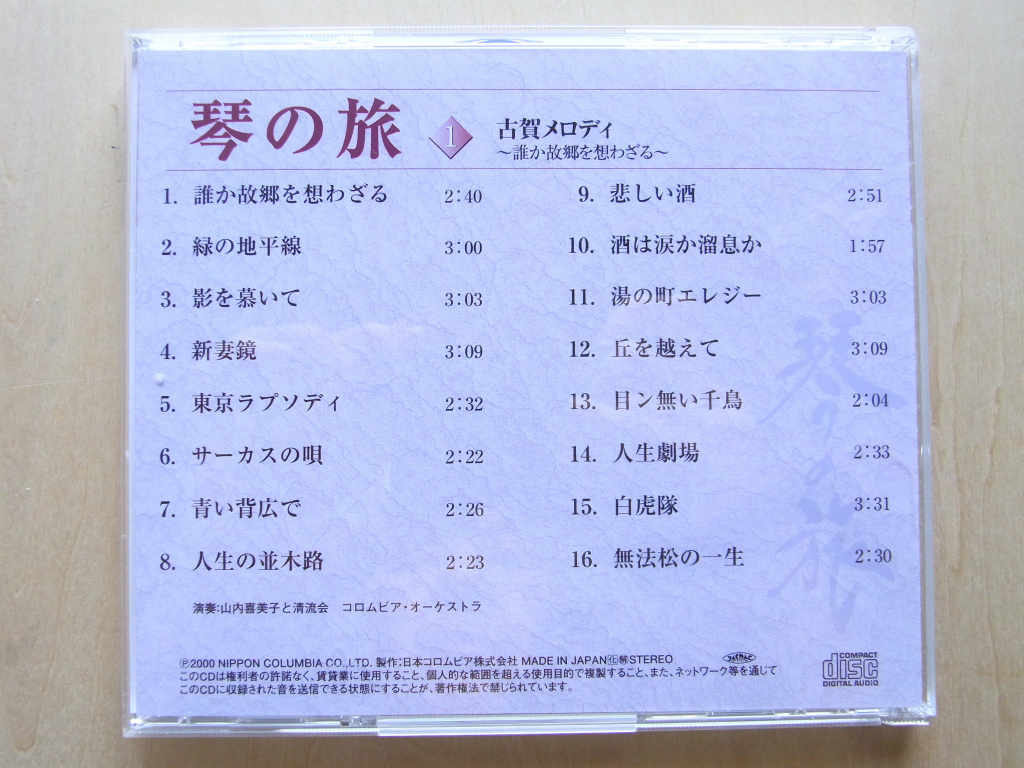 琴の旅 1 古賀メロディ
～誰か故郷を想わざる～
1. 誰か故郷を想わざる 2:40
2. 緑の地平線 3:00
3. 影を慕いて 3:03
4. 新妻鏡 3:09
5. 東京ラプソディ 2:32
6. サーカスの唄 2:22
7. 青い背広で 2:26
8. 人生の並木路 2:23
9. 悲しい酒 2:51
10. 酒は涙か溜息か 1:57
11. 湯の町エレジー 3:03
12. 丘を越えて 3:09
13. 目ン無い千鳥 2:04
14. 人生劇場 2:33
15. 白虎隊 3:31
16. 無法松の一生 2:30
琴の旅
演奏:山内喜美子と清流会 コロムビア・オーケストラ
Ⓟ2000 NIPPON COLUMBIA CO.,LTD. 製作:日本コロムビア株式会社 MADE IN JAPAN STEREO
このCDは権利者の許諾なく、賃貸業に使用すること、個人的な範囲を超える使用目的で複製すること、また、ネットワーク等を通じて
このCDに収録された音を送信できる状態にすることが、著作権法で禁じられています。
JASRAC
COMPACT
disc
DIGITAL AUDIO